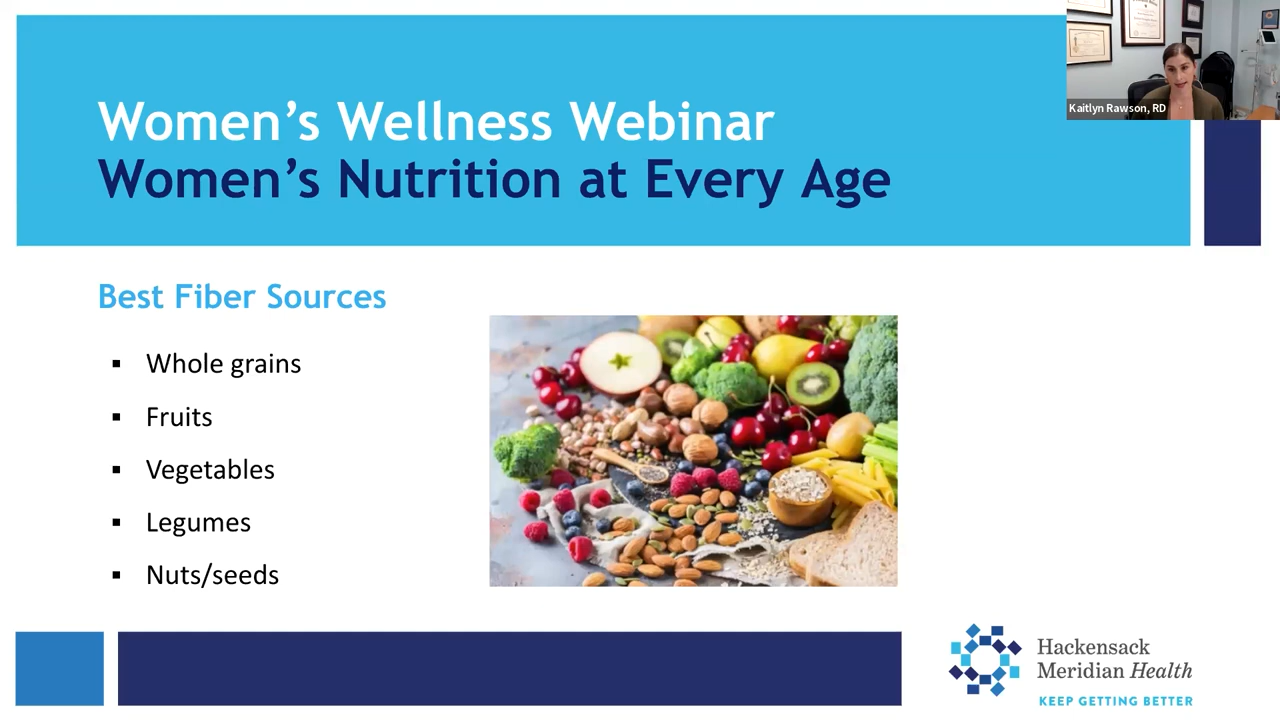 Women's Wellness Webinar
Women's Nutrition at Every Age
Kaitlyn Rawson, RD
Best Fiber Sources
▪ Whole grains
▪ Fruits
▪ Vegetables
▪ Legumes
▪ Nuts/seeds
Hackensack
Meridian Health
KEEP GETTING BETTER